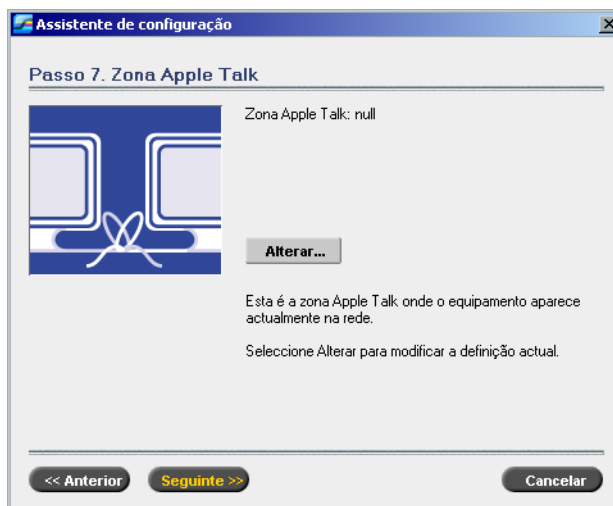 Assistente de configuração
Passo 7. Zona Apple Talk
Zona Apple Talk: null
Alterar...
Esta é a zona Apple Talk onde o equipamento aparece
actualmente na rede.
Seleccione Alterar para modificar a definição actual.
<< Anterior
Seguinte >>
Cancelar